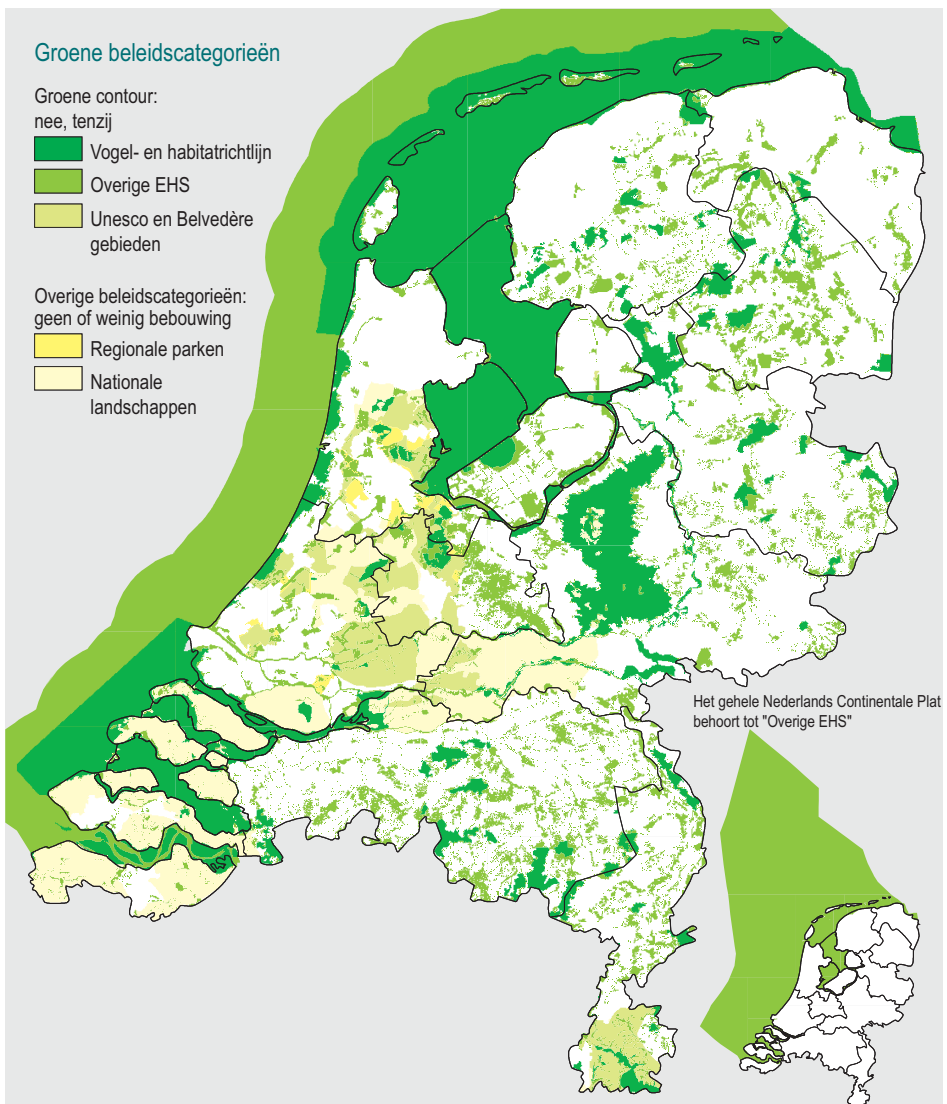 Groene beleidscategorieën
Groene contour:
nee, tenzij
Vogel- en habitatrichtlijn
Overige EHS
Unesco en Belvedère
gebieden
Overige beleidscategorieën:
geen of weinig bebouwing
Regionale parken
Nationale
landschappen
Het gehele Nederlands Continentale Plat
behoort tot "Overige EHS"